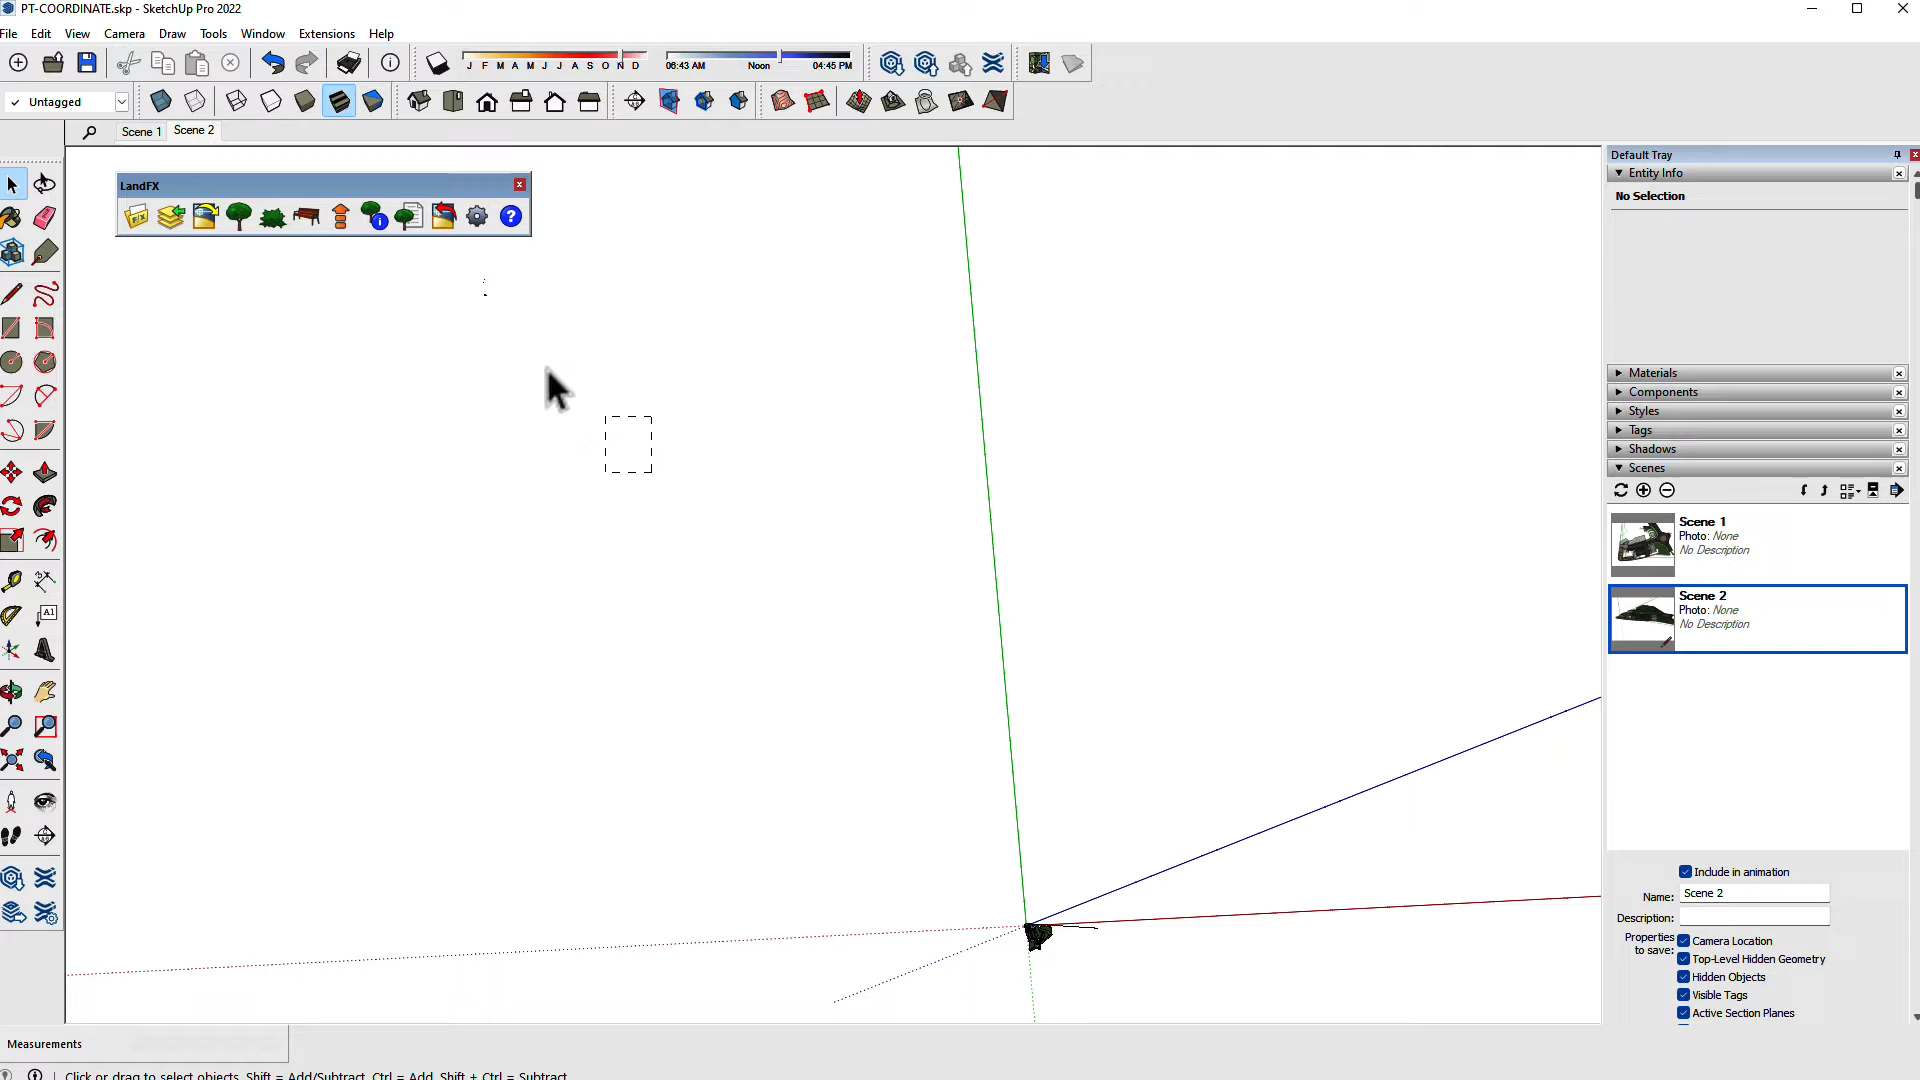 PT-COORDINATE.skp - SketchUp Pro 2022
File Edit View Camera Draw Tools Window Extensions Help
J F M A M J J A S O N D
06:43 AM Noon 04:45 PM
Untagged
Scene 1 Scene 2
LandFX
F/X
i
?
A1
Default Tray
Entity Info
No Selection
Materials
Components
Styles
Tags
Shadows
Scenes
Scene 1
Photo: None
No Description
Scene 2
Photo: None
No Description
Include in animation
Name: Scene 2
Description:
Properties to save:
Camera Location
Top-Level Hidden Geometry
Hidden Objects
Visible Tags
Active Section Planes
Measurements
Click or drag to select objects. Shift = Add/Subtract. Ctrl = Add. Shift + Ctrl = Subtract.